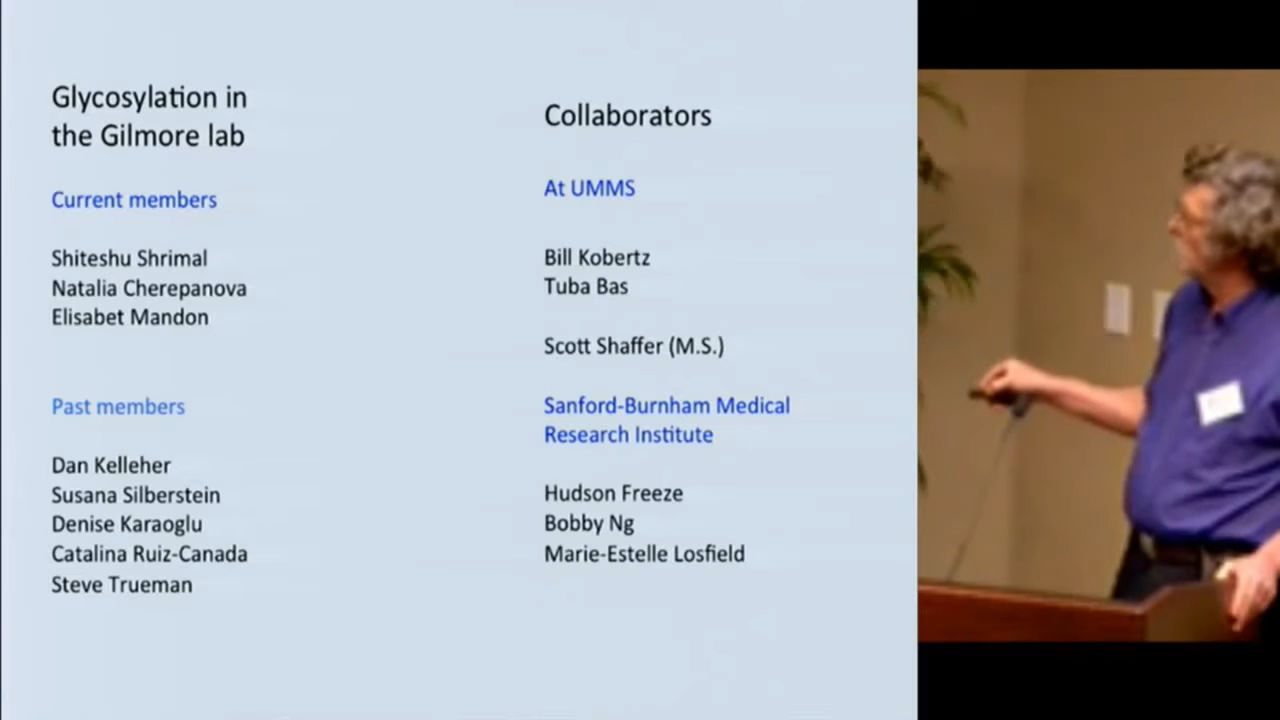 Glycosylation in
the Gilmore lab
Current members
Shiteshu Shrimal
Natalia Cherepanova
Elisabet Mandon
Past members
Dan Kelleher
Susana Silberstein
Denise Karaoglu
Catalina Ruiz-Canada
Steve Trueman
Collaborators
At UMMS
Bill Kobertz
Tuba Bas
Scott Shaffer (M.S.)
Sanford-Burnham Medical
Research Institute
Hudson Freeze
Bobby Ng
Marie-Estelle Losfield